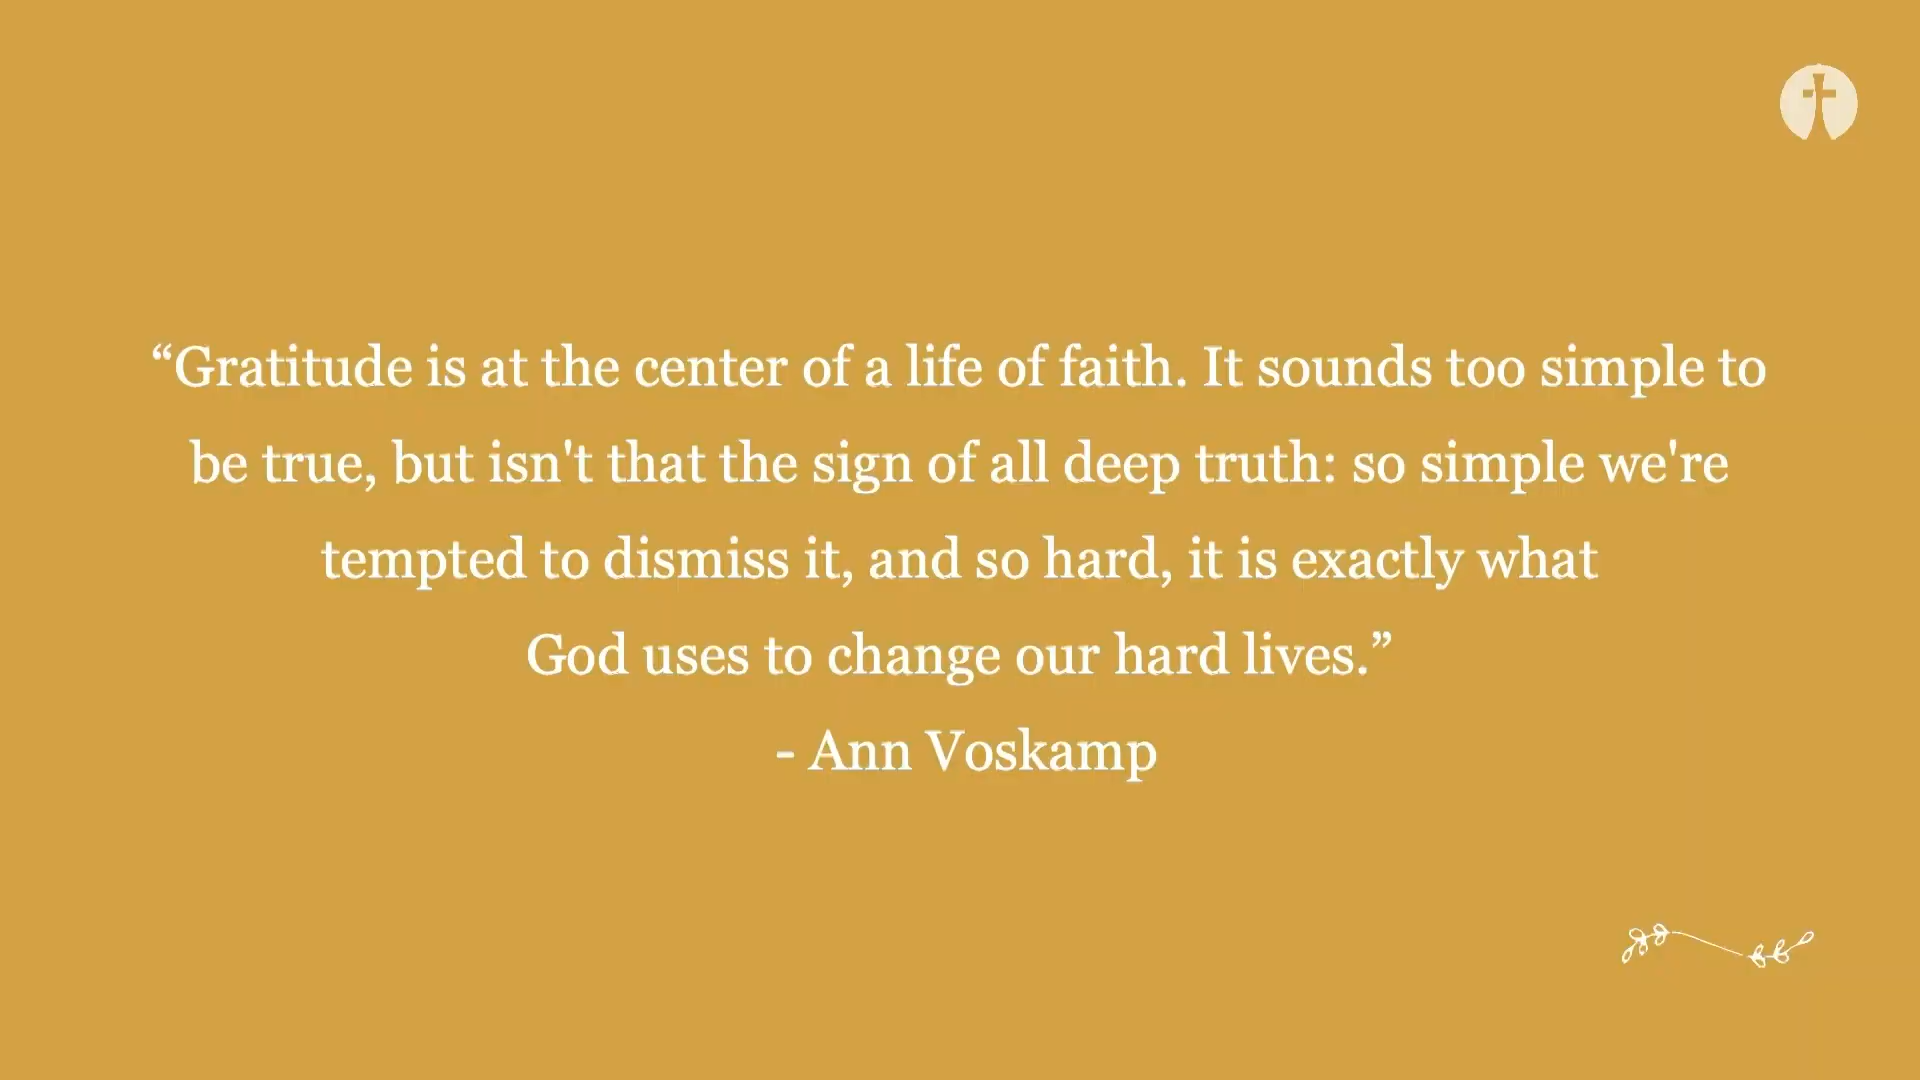 “Gratitude is at the center of a life of faith. It sounds too simple to
be true, but isn't that the sign of all deep truth: so simple we're
tempted to dismiss it, and so hard, it is exactly what
God uses to change our hard lives.”
- Ann Voskamp